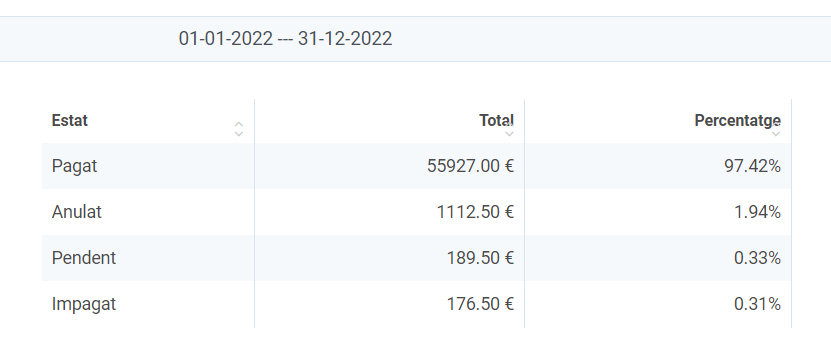 01-01-2022 --- 31-12-2022
Estat Total Percentatge
Pagat 55927.00 € 97.42%
Anulat 1112.50 € 1.94%
Pendent 189.50 € 0.33%
Impagat 176.50 € 0.31%